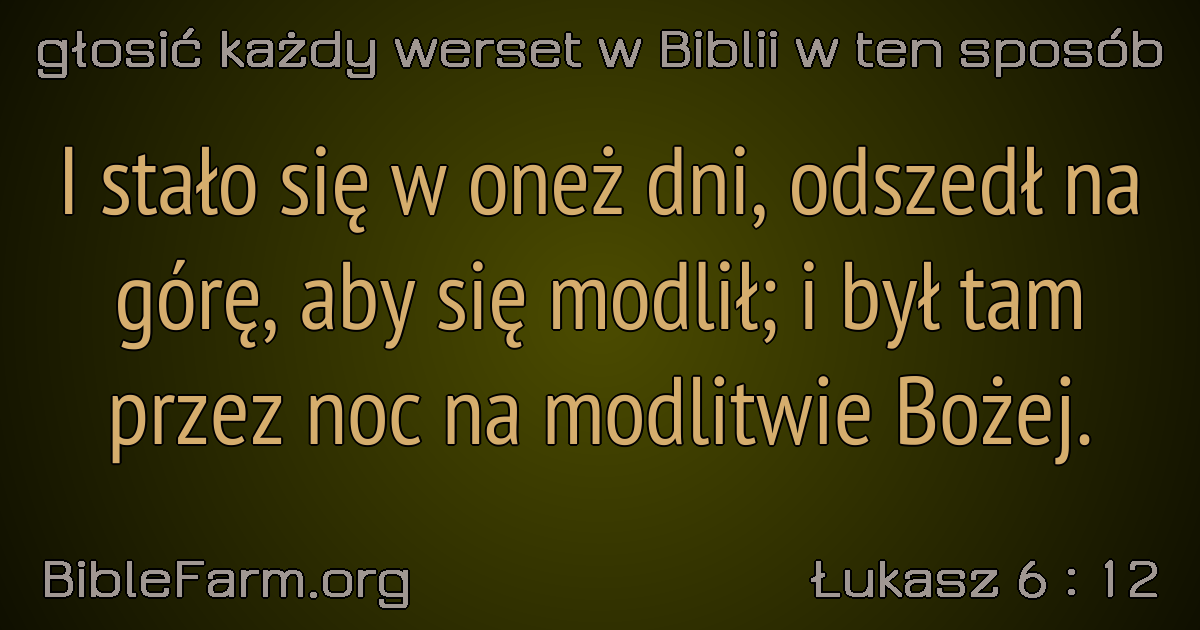 głosić każdy werset w Biblii w ten sposób
I stało się w oneż dni, odszedł na
górę, aby się modlił; i był tam
przez noc na modlitwie Bożej.
BibleFarm.org
Łukasz 6 : 12